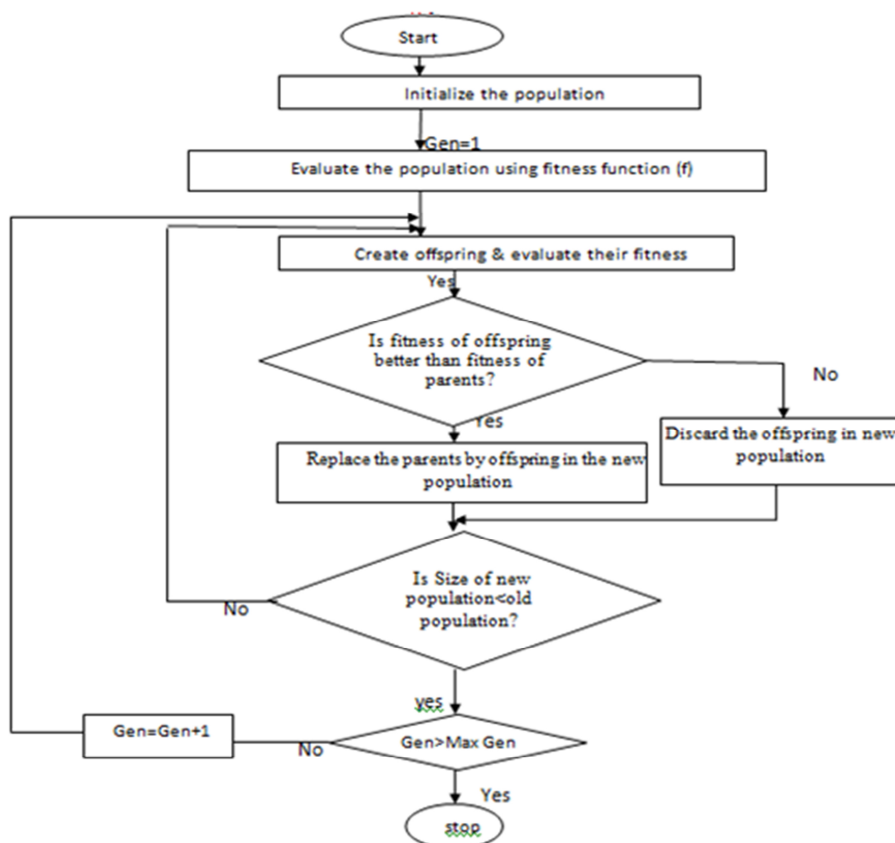 Start
Initialize the population
Gen=1
Evaluate the population using fitness function (f)
Create offspring & evaluate their fitness
Yes
Is fitness of offspring
better than fitness of
parents?
No
Yes
Discard the offspring in new
population
Replace the parents by offspring in the new
population
Is Size of new
population<old
population?
No
yes
Gen=Gen+1
No
Gen>Max Gen
Yes
stop